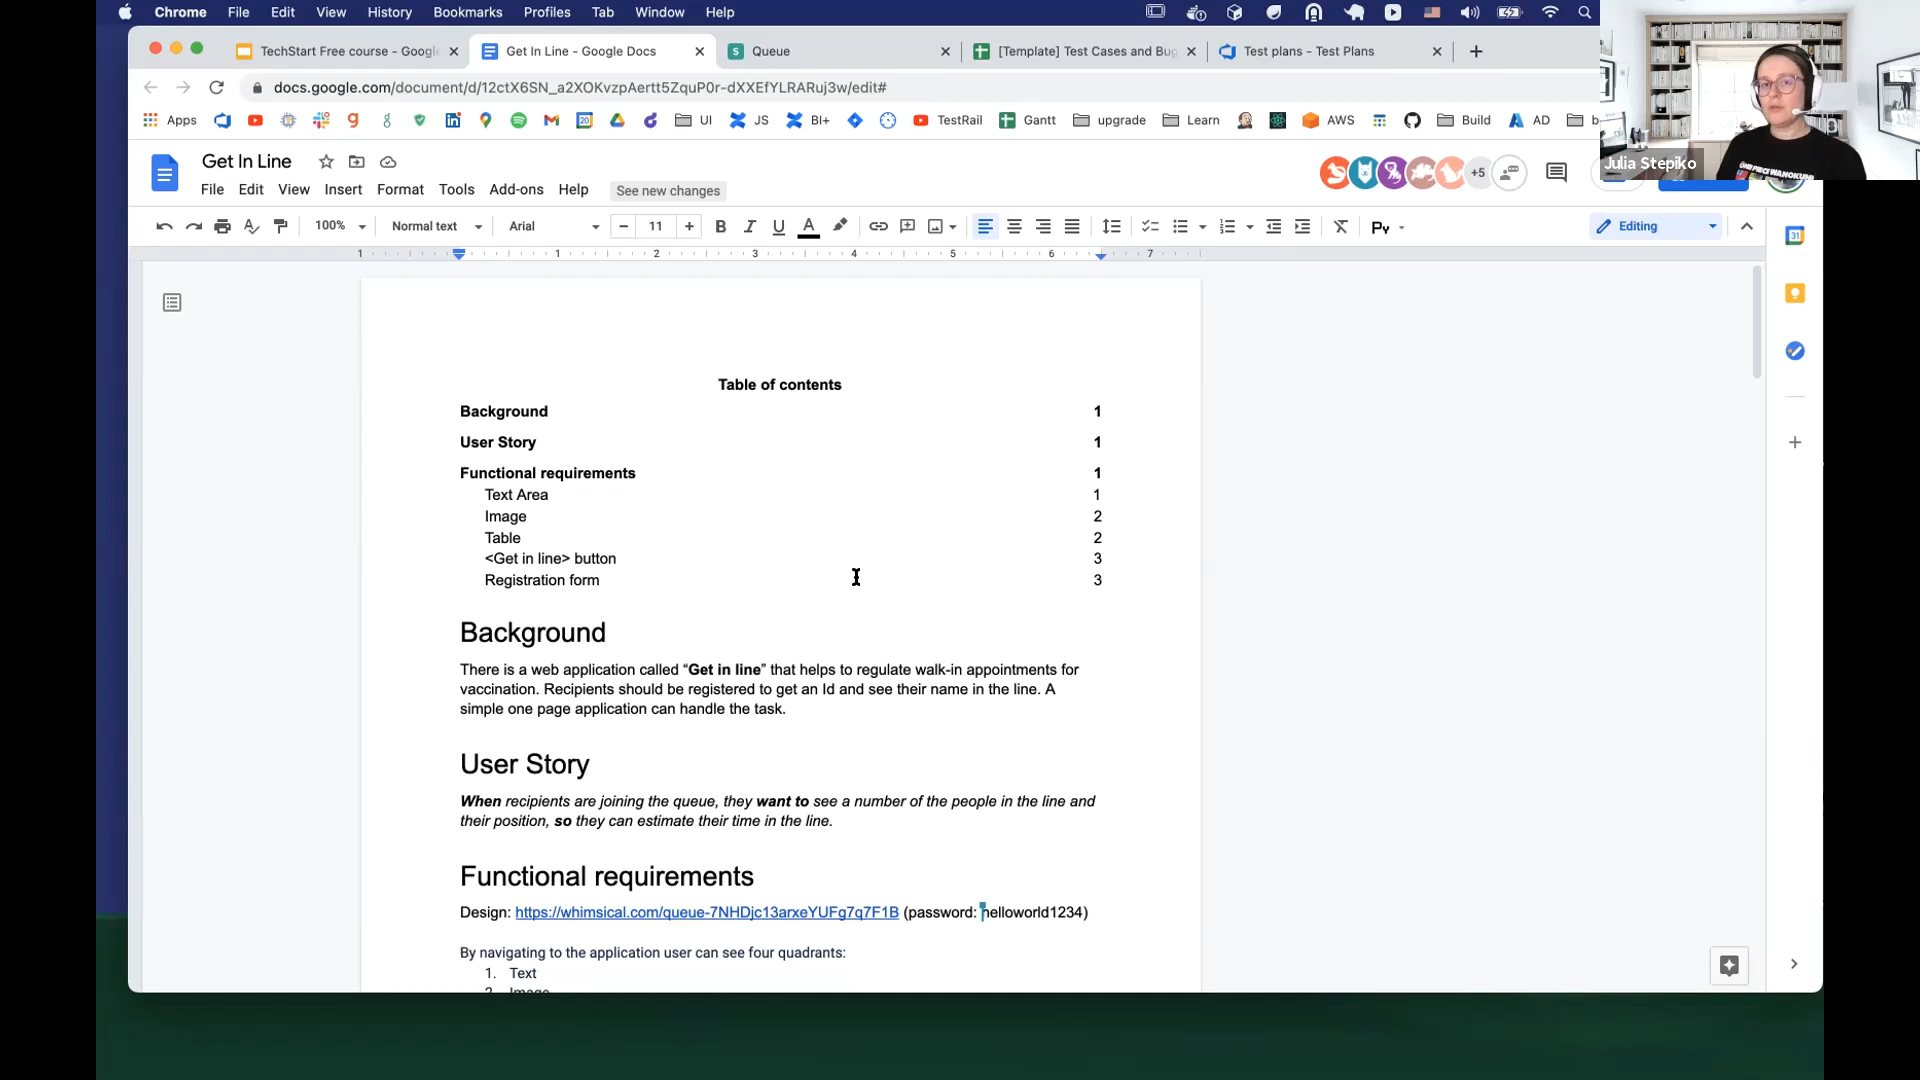 Chrome File Edit View History Bookmarks Profiles Tab Window Help
TechStart Free course - Google
Get In Line - Google Docs
Queue
[Template] Test Cases and Bug
Test plans - Test Plans
docs.google.com/document/d/12ctX6SN_a2XOKvzpAertt5ZquP0r-dXXEfYLRARuj3w/edit#
Apps UI JS BI+ TestRail Gantt upgrade Learn AWS Build AD b
Julia Stepiko
Get In Line
+5
File Edit View Insert Format Tools Add-ons Help See new changes
100% Normal text Arial 11 Editing
1 1 2 3 4 5 6 7
Table of contents
Background 1
User Story 1
Functional requirements 1
Text Area 1
Image 2
Table 2
<Get in line> button 3
Registration form 3
Background
There is a web application called “Get in line” that helps to regulate walk-in appointments for
vaccination. Recipients should be registered to get an Id and see their name in the line. A
simple one page application can handle the task.
User Story
When recipients are joining the queue, they want to see a number of the people in the line and
their position, so they can estimate their time in the line.
Functional requirements
Design: https://whimsical.com/queue-7NHDjc13arxeYUFg7q7F1B (password: helloworld1234)
By navigating to the application user can see four quadrants:
1. Text
2. Image